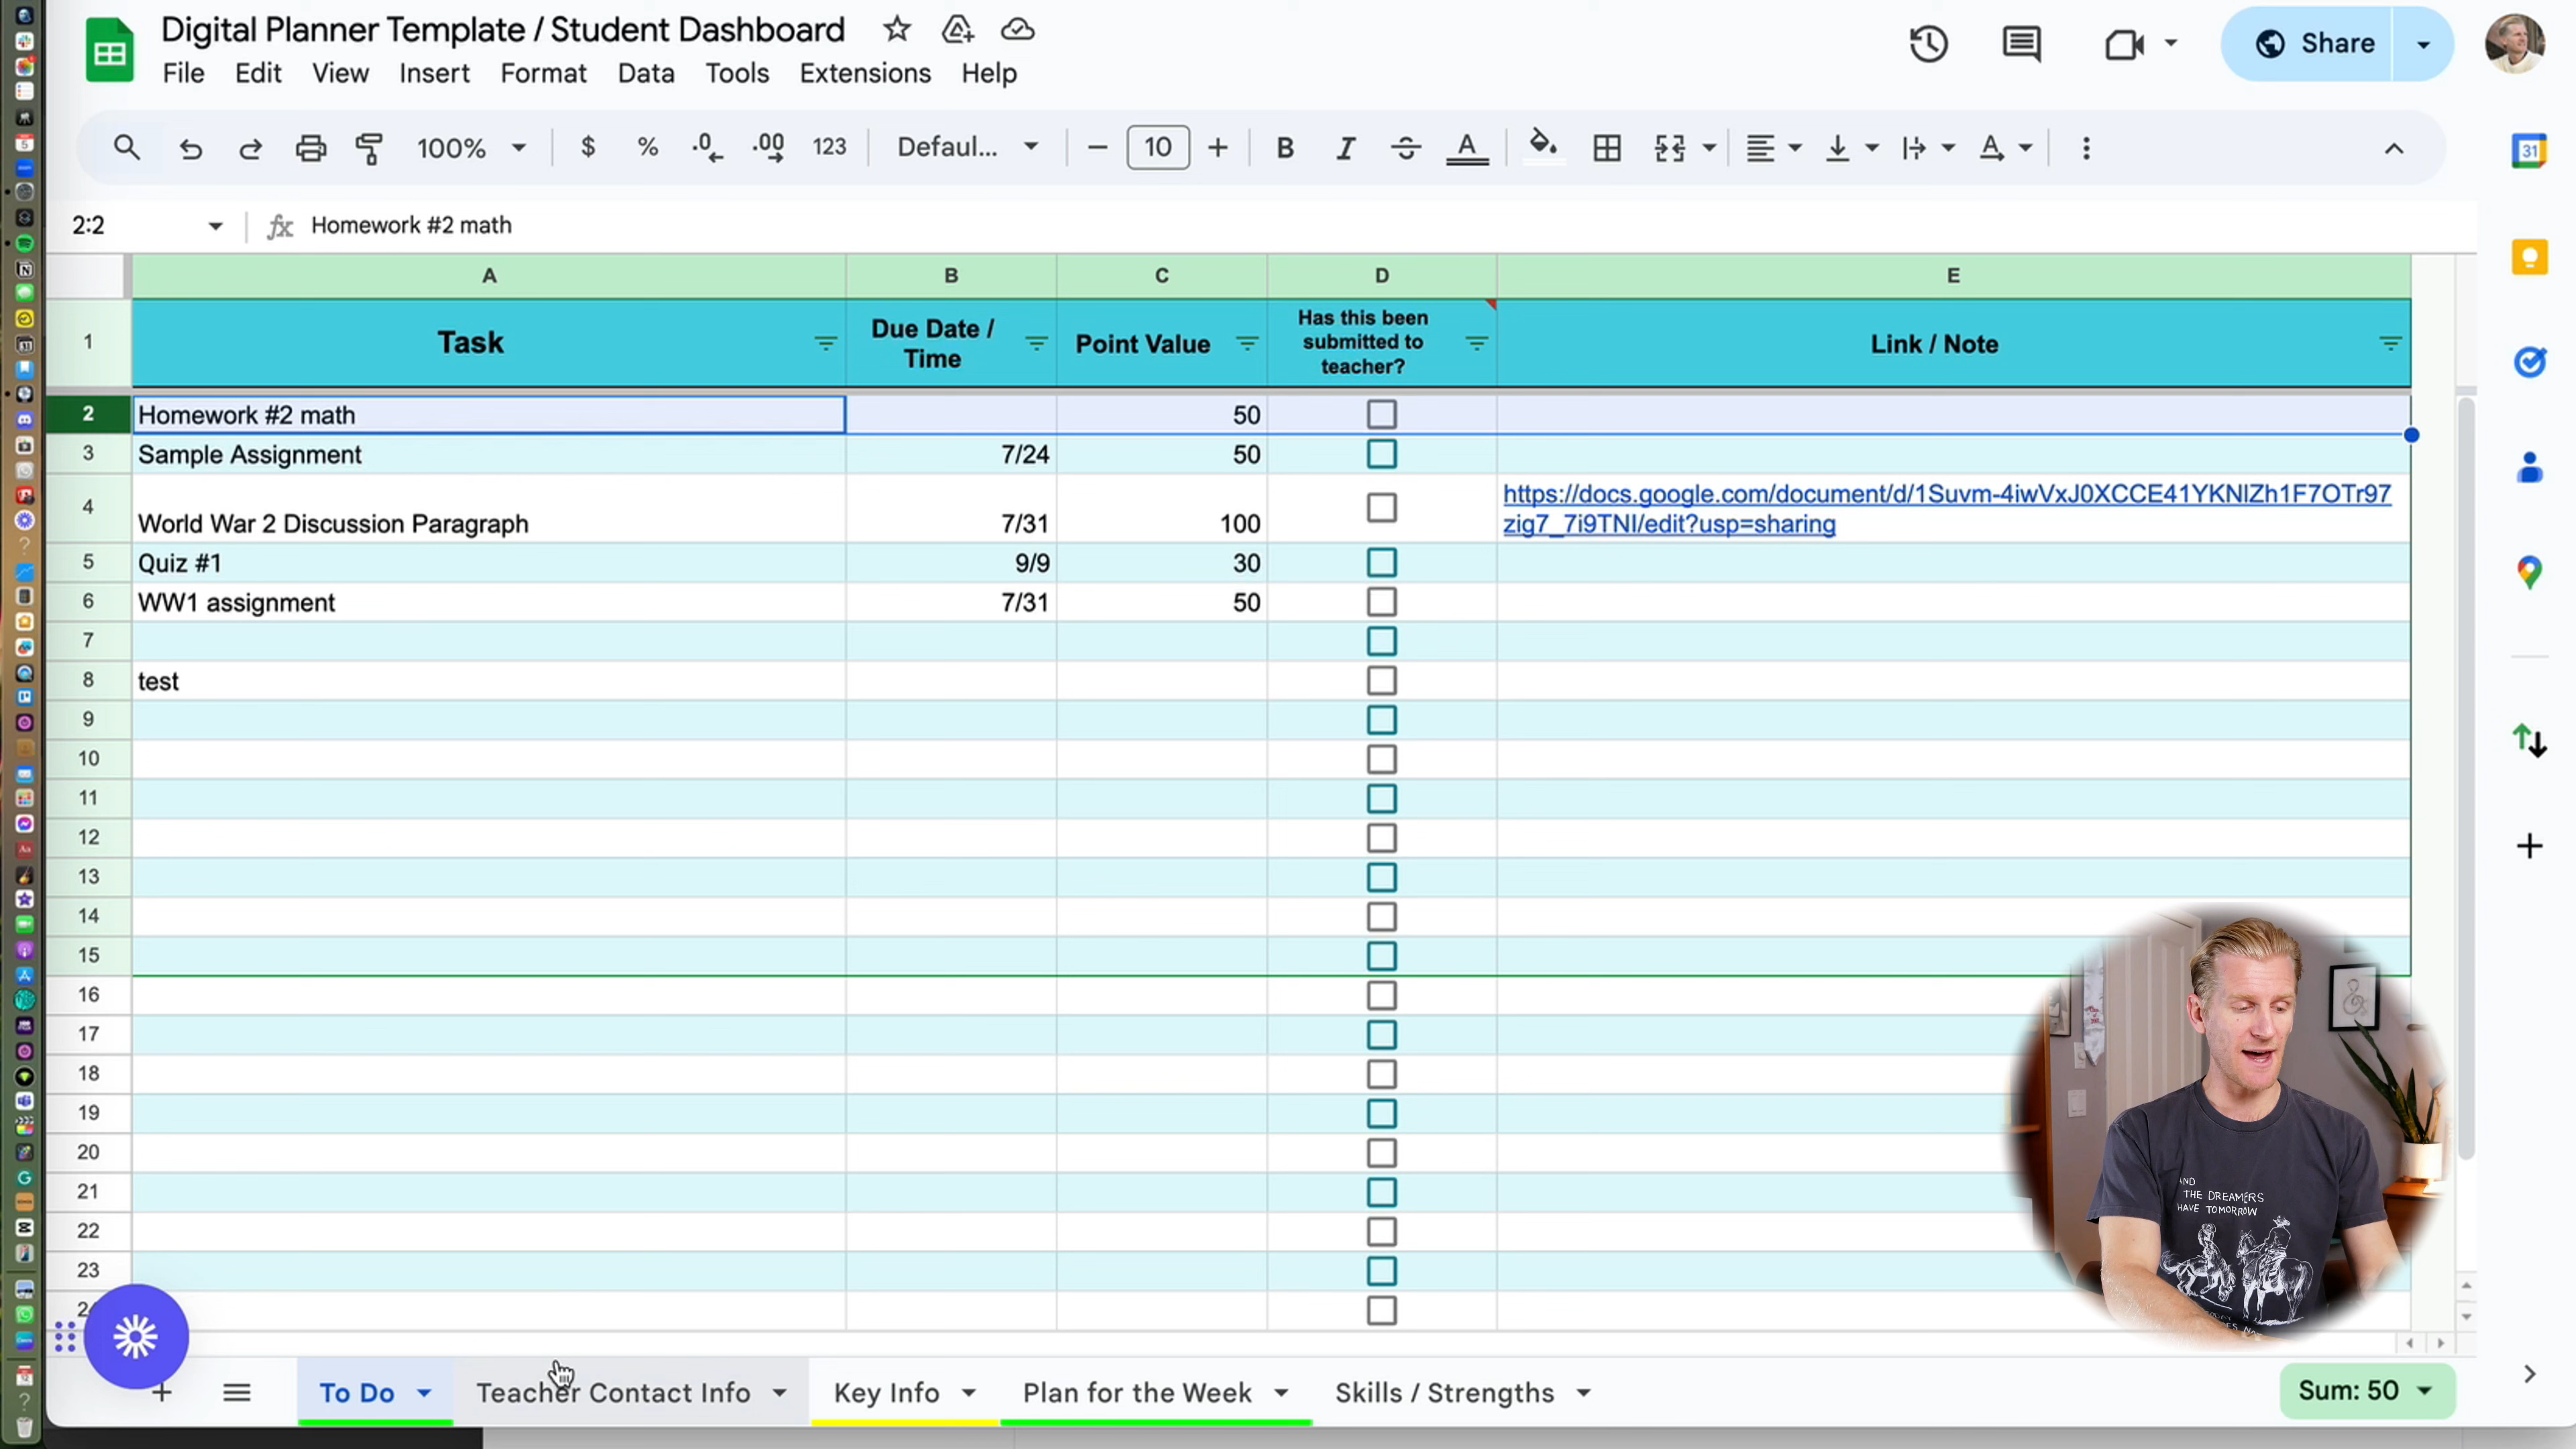 Digital Planner Template / Student Dashboard
File Edit View Insert Format Data Tools Extensions Help
Share
100% $ % .0 .00 123 Defaul... 10 B I A
31
2:2 fx Homework #2 math
A B C D E
1 Task Due Date / Time Point Value Has this been submitted to teacher? Link / Note
2 Homework #2 math 50
3 Sample Assignment 7/24 50
4 World War 2 Discussion Paragraph 7/31 100 https://docs.google.com/document/d/1Suvm-4iwVxJ0XCCE41YKNlZh1F7OTr97
zig7_7i9TNI/edit?usp=sharing
5 Quiz #1 9/9 30
6 WW1 assignment 7/31 50
7
8 test
9
10
11
12
13
14
15
16
17
18
19
20
21
22
23
THE DREAMERS
HAVE TOMORROW
To Do Teacher Contact Info Key Info Plan for the Week Skills / Strengths Sum: 50